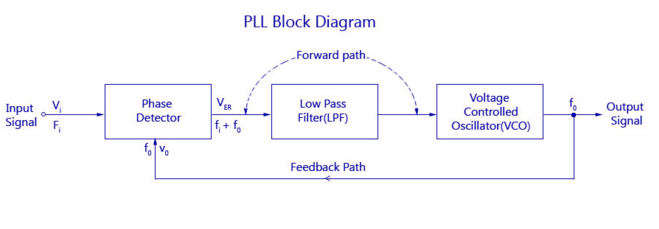 PLL Block Diagram
Forward path
Input
Signal
Vi
Fi
Phase
Detector
VER
fi + f0
Low Pass
Filter(LPF)
Voltage
Controlled
Oscillator(VCO)
f0
Output
Signal
f0 v0
Feedback Path